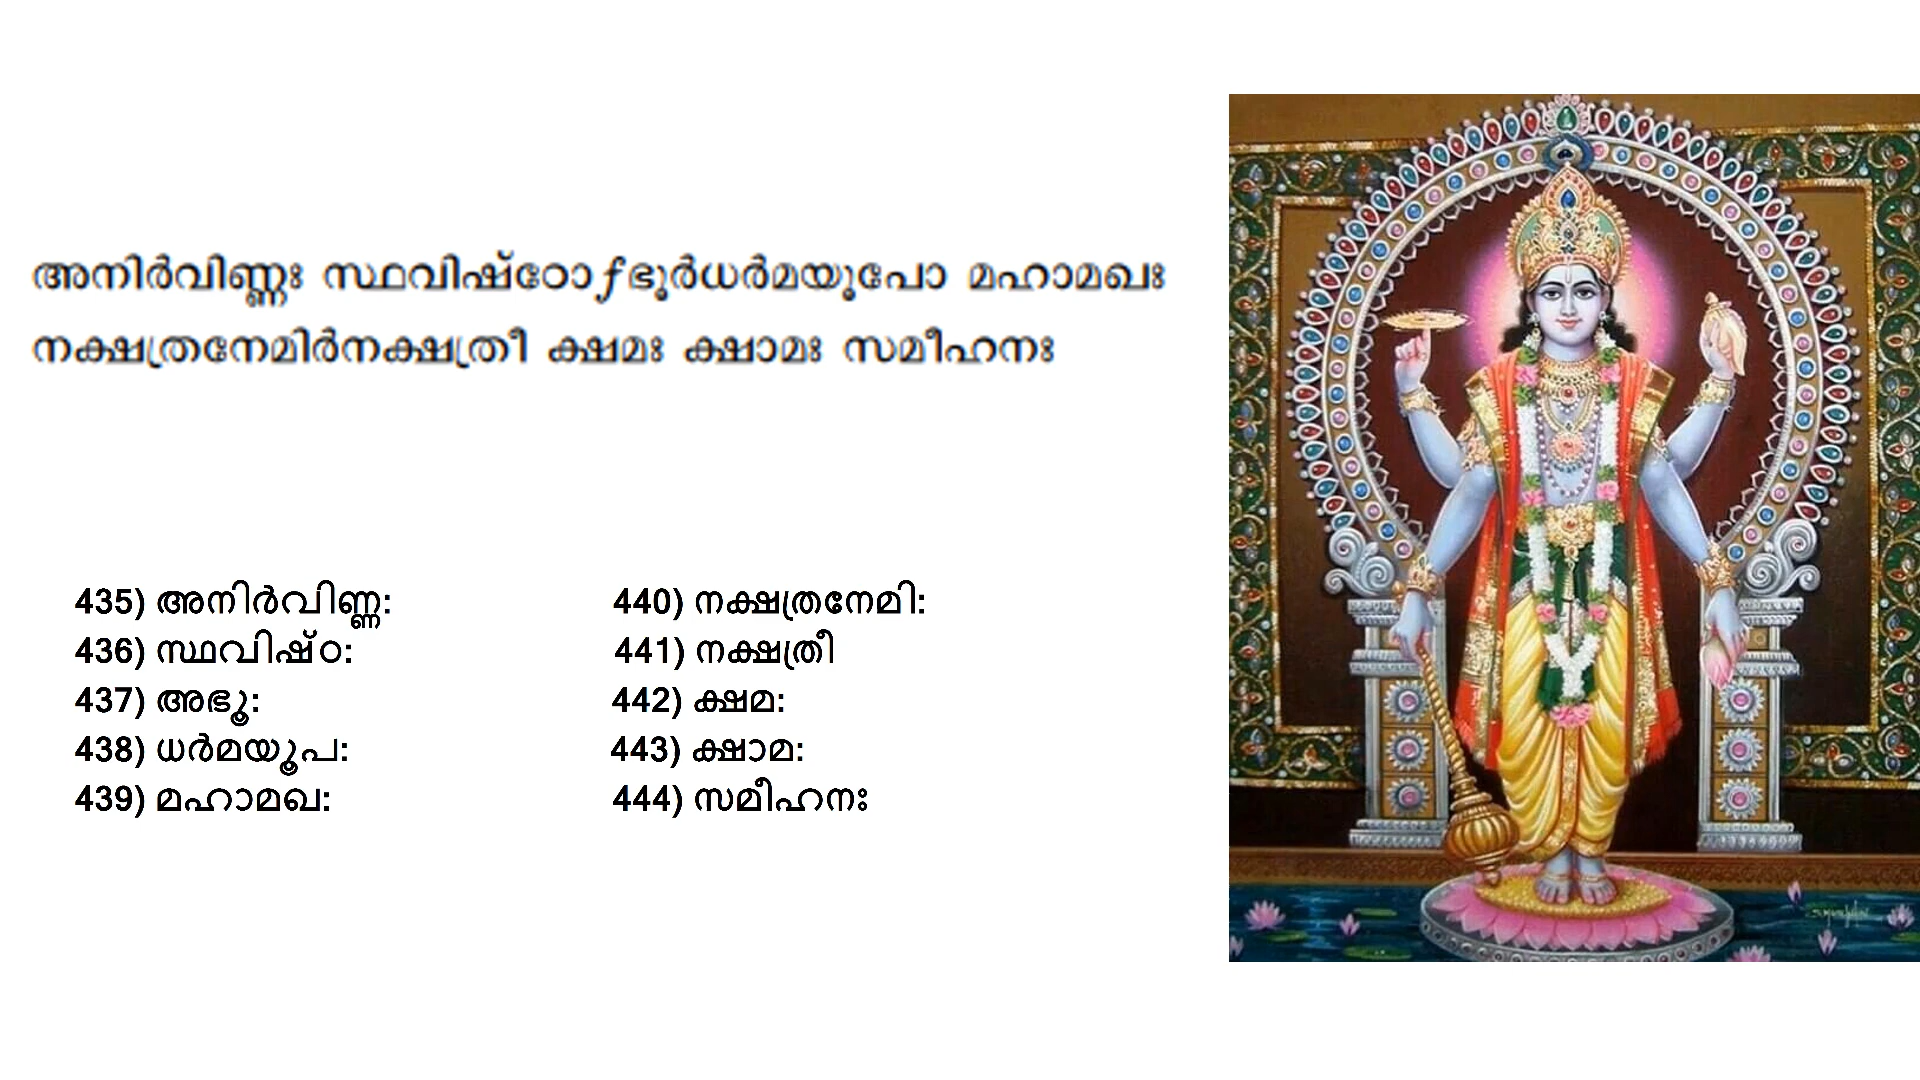 അനിർവിണ്ണഃ സ്ഥവിഷ്ഠോƒഭൂർധർമയൂപോ മഹാമഖഃ
നക്ഷത്രനേമിർനക്ഷത്രീ ക്ഷമഃ ക്ഷാമഃ സമീഹനഃ
435) അനിർവിണ്ണ:
436) സ്ഥവിഷ്ഠ:
437) അഭൂ:
438) ധർമയൂപ:
439) മഹാമഖ:
440) നക്ഷത്രനേമി:
441) നക്ഷത്രീ
442) ക്ഷമ:
443) ക്ഷാമ:
444) സമീഹനഃ